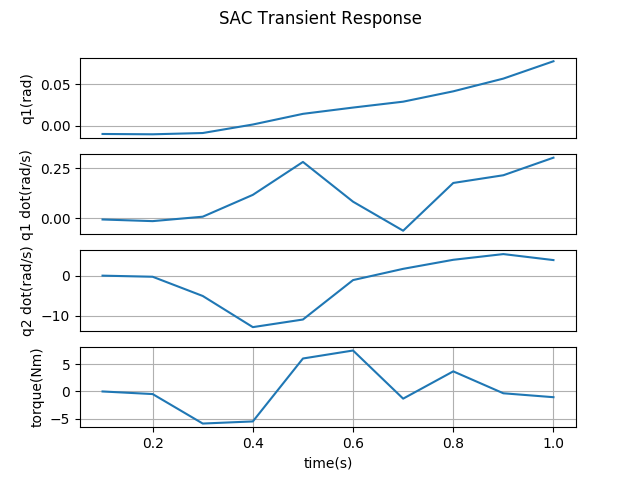 SAC Transient Response
q1(rad)
0.05
0.00
q1 dot(rad/s)
0.25
0.00
q2 dot(rad/s)
0
−10
torque(Nm)
5
0
−5
0.2 0.4 0.6 0.8 1.0
time(s)